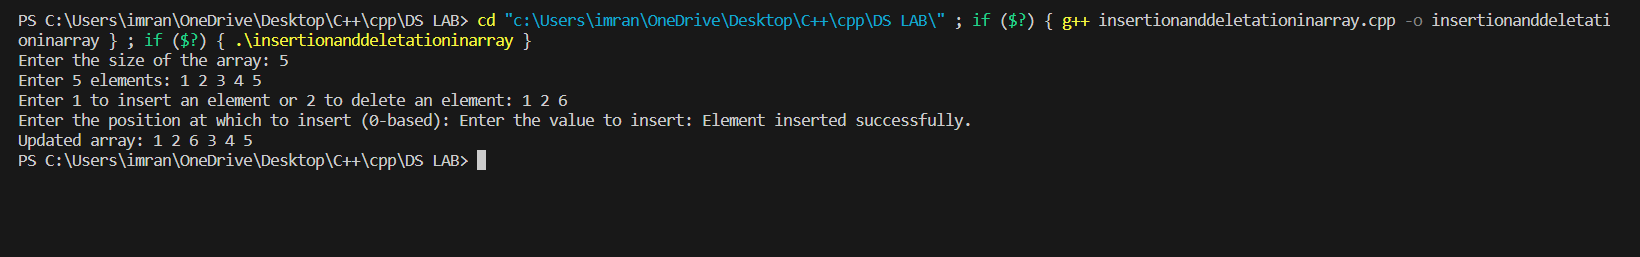 PS C:\Users\imran\OneDrive\Desktop\C++\cpp\DS LAB> cd "c:\Users\imran\OneDrive\Desktop\C++\cpp\DS LAB\" ; if ($?) { g++ insertionanddeletationinarray.cpp -o insertionanddeletati
oninarray } ; if ($?) { .\insertionanddeletationinarray }
Enter the size of the array: 5
Enter 5 elements: 1 2 3 4 5
Enter 1 to insert an element or 2 to delete an element: 1 2 6
Enter the position at which to insert (0-based): Enter the value to insert: Element inserted successfully.
Updated array: 1 2 6 3 4 5
PS C:\Users\imran\OneDrive\Desktop\C++\cpp\DS LAB>